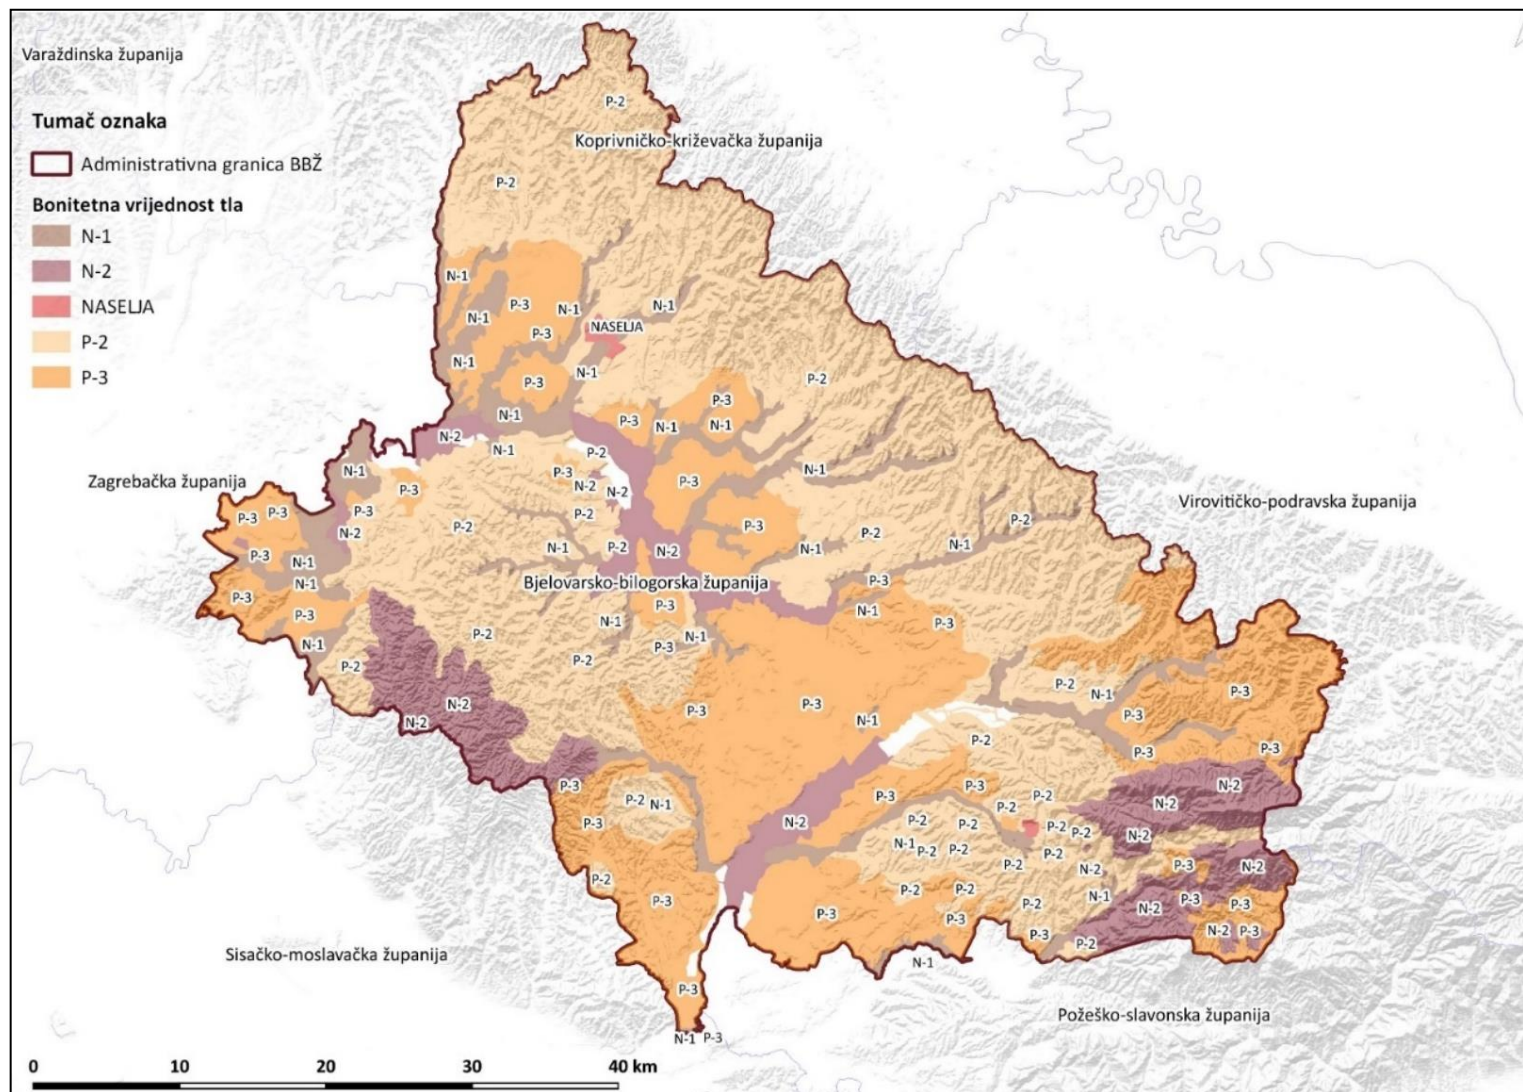 Varaždinska županija
Tumač oznaka
Administrativna granica BBŽ
Bonitetna vrijednost tla
N-1
N-2
NASELJA
P-2
P-3
P-2
Koprivničko-križevačka županija
P-2
N-1
P-3
N-1
N-1
N-1
P-3
NASELJA
N-1
N-1
P-3
P-2
N-1
P-3
P-3
N-1
N-1
N-2
N-1
P-2
N-1
P-3
N-1
Zagrebačka županija
P-3
N-2
P-3
N-2
Virovitičko-podravska županija
P-3
P-3
P-3
P-2
P-2
P-3
P-2
N-2
P-2
P-3
N-1
N-1
P-2
N-2
N-1
N-1
N-1
Bjelovarsko-bilogorska županija
P-3
P-3
P-3
P-3
N-1
P-3
N-1
P-3
P-2
N-1
N-1
P-3
P-2
P-2
P-2
N-1
P-3
N-2
P-3
P-3
N-2
N-1
P-3
P-2
P-3
P-3
P-3
P-3
N-2
P-2
N-1
P-3
P-2
P-2
N-2
P-3
N-2
P-2
P-2
P-2
P-2
N-2
N-1
P-2
P-2
P-2
P-2
P-3
N-2
N-2
P-2
P-2
P-2
N-1
P-3
P-3
P-3
P-3
P-2
N-2
P-3
P-3
P-2
N-2
P-3
Sisačko-moslavačka županija
N-1
P-3
Požeško-slavonska županija
N-1
P-3
0
10
20
30
40 km